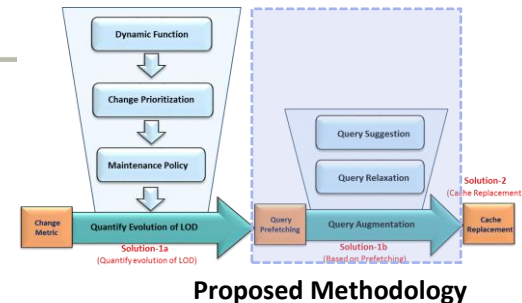 Dynamic Function
Change Prioritization
Maintenance Policy
Query Suggestion
Query Relaxation
Solution-2
(Cache Replacement
Change
Metric
Quantify Evolution of LOD
Query
Prefetching
Query Augmentation
Cache
Replacement
Solution-1a
(Quantify evolution of LOD)
Solution-1b
(Based on Prefetching)
Proposed Methodology